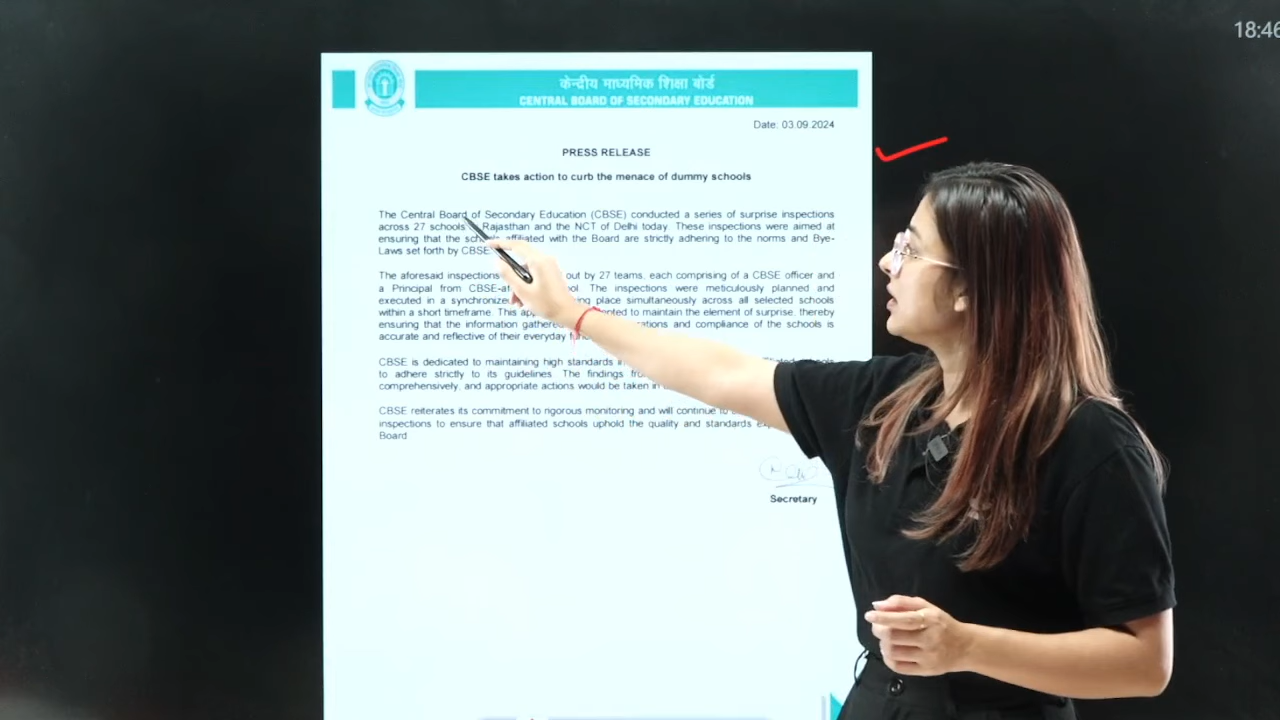 18:46
केन्द्रीय माध्यमिक शिक्षा बोर्ड
CENTRAL BOARD OF SECONDARY EDUCATION
Date: 03.09.2024
PRESS RELEASE
CBSE takes action to curb the menace of dummy schools
The Central Board of Secondary Education (CBSE) conducted a series of surprise inspections
across 27 schools Rajasthan and the NCT of Delhi today. These inspections were aimed at
ensuring that the affiliated with the Board are strictly adhering to the norms and Bye-
Laws set forth by CBSE
The aforesaid inspections out by 27 teams, each comprising of a CBSE officer and
a Principal from The inspections were meticulously planned and
executed in a place simultaneously across all selected schools
within a short timeframe. This to maintain the element of surprise, thereby
ensuring that the information and compliance of the schools is
accurate and reflective of their everyday
CBSE is dedicated to maintaining high standards
to adhere strictly to its guidelines. The findings
comprehensively, and appropriate actions would be taken in
CBSE reiterates its commitment to rigorous monitoring and will continue to
inspections to ensure that affiliated schools uphold the quality and standards
Board
Secretary